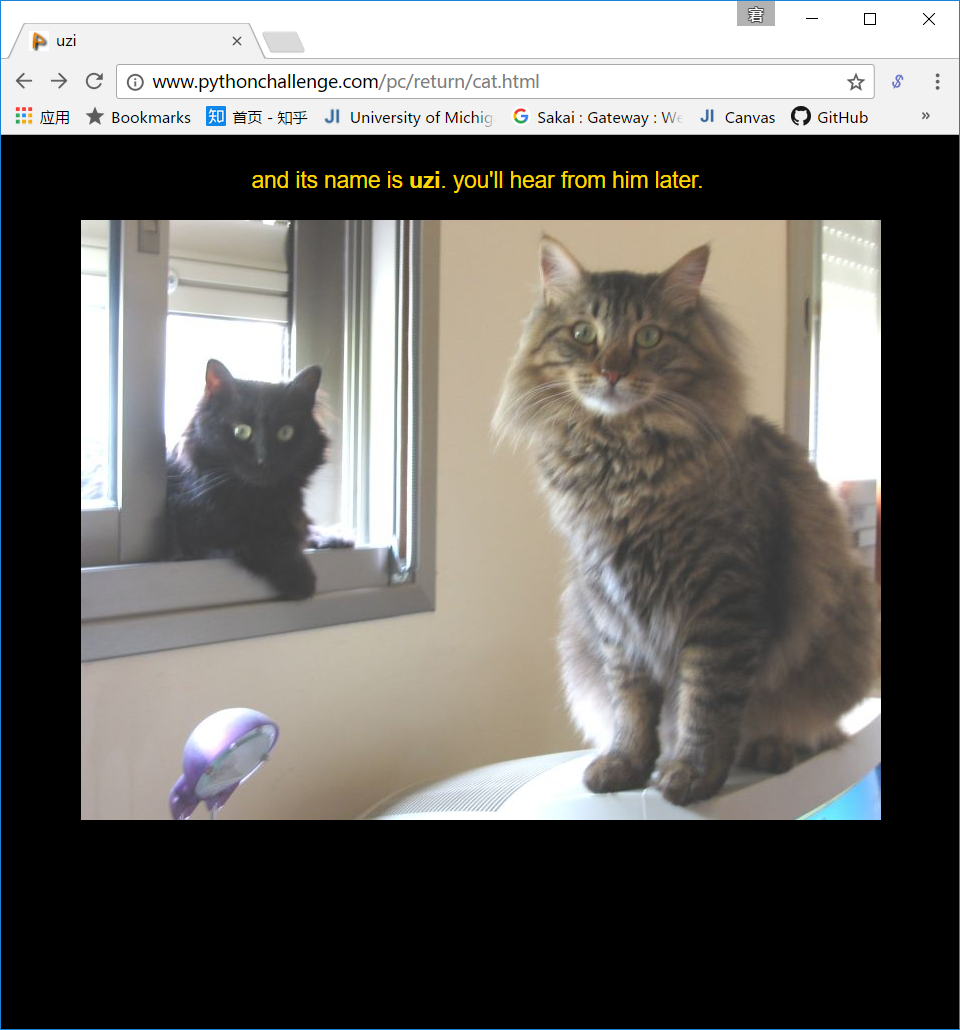 uzi
www.pythonchallenge.com/pc/return/cat.html
应用 Bookmarks 知 首页 - 知乎 JI University of Michig G Sakai : Gateway : We JI Canvas GitHub »
and its name is uzi. you'll hear from him later.